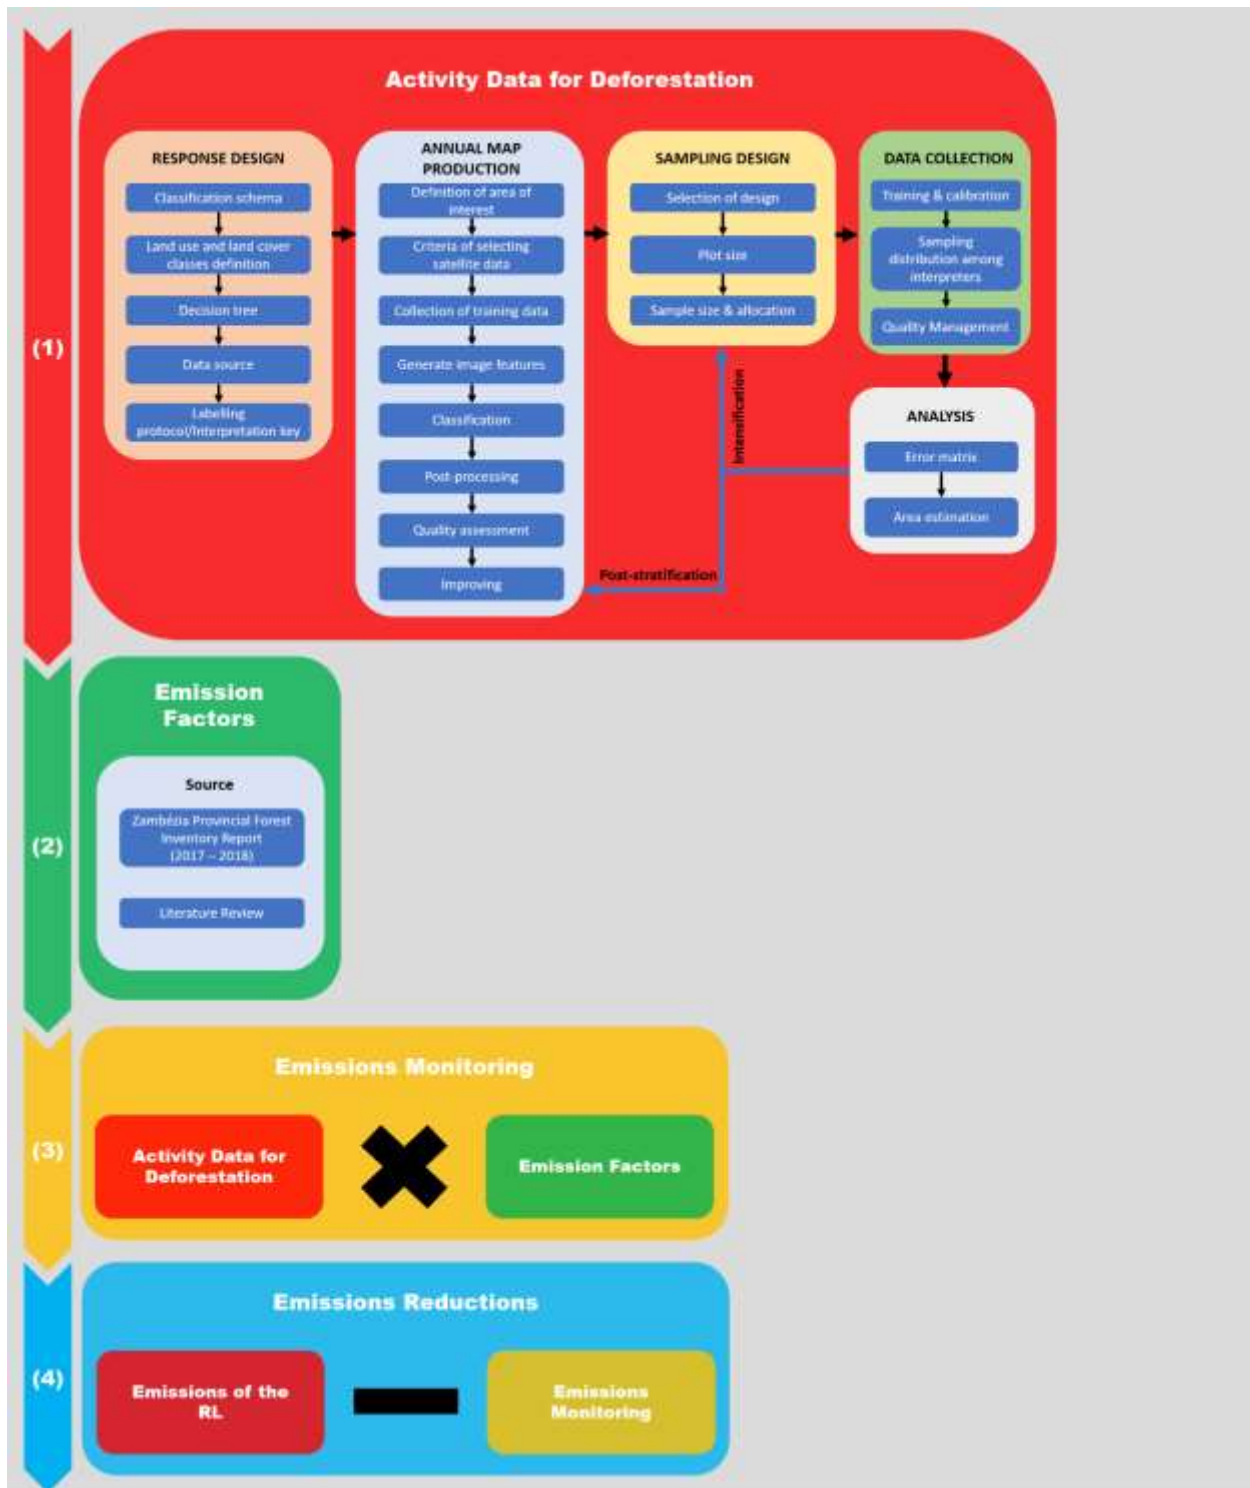 (1)
Activity Data for Deforestation
RESPONSE DESIGN
Classification schema
Land use and land cover
classes definition
Decision tree
Data source
Labelling
protocol/Interpretation key
ANNUAL MAP
PRODUCTION
Definition of area of
interest
Criteria of selecting
satellite data
Collection of training data
Generate image features
Classification
Post-processing
Quality assessment
Improving
SAMPLING DESIGN
Selection of design
Plot size
Sample size & allocation
DATA COLLECTION
Training & calibration
Sampling
distribution among
interpreters
Quality Management
ANALYSIS
Error matrix
Area estimation
Intensification
Post-stratification
(2)
Emission
Factors
Source
Zambézia Provincial Forest
Inventory Report
(2017 – 2018)
Literature Review
(3)
Emissions Monitoring
Activity Data for
Deforestation
Emission Factors
(4)
Emissions Reductions
Emissions of the
RL
Emissions
Monitoring